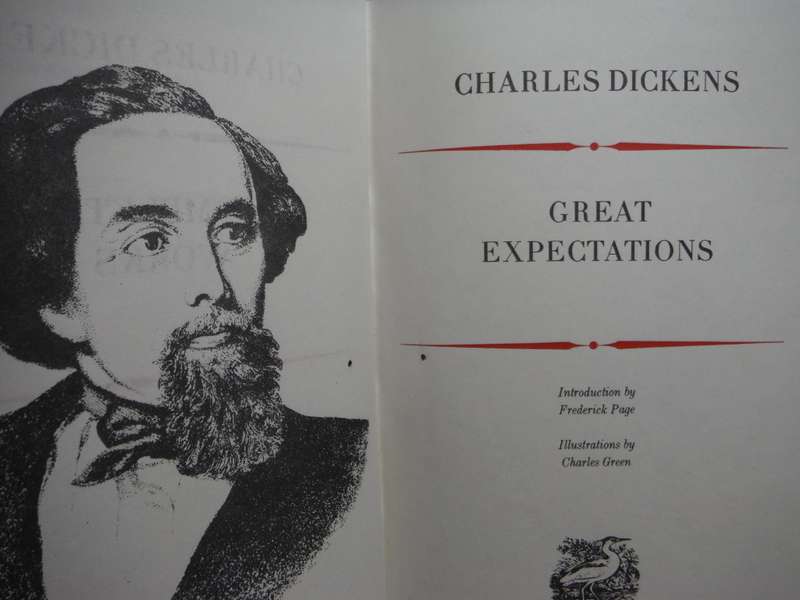 CHARLES DICKENS
GREAT
EXPECTATIONS
Introduction by
Frederick Page
Illustrations by
Charles Green